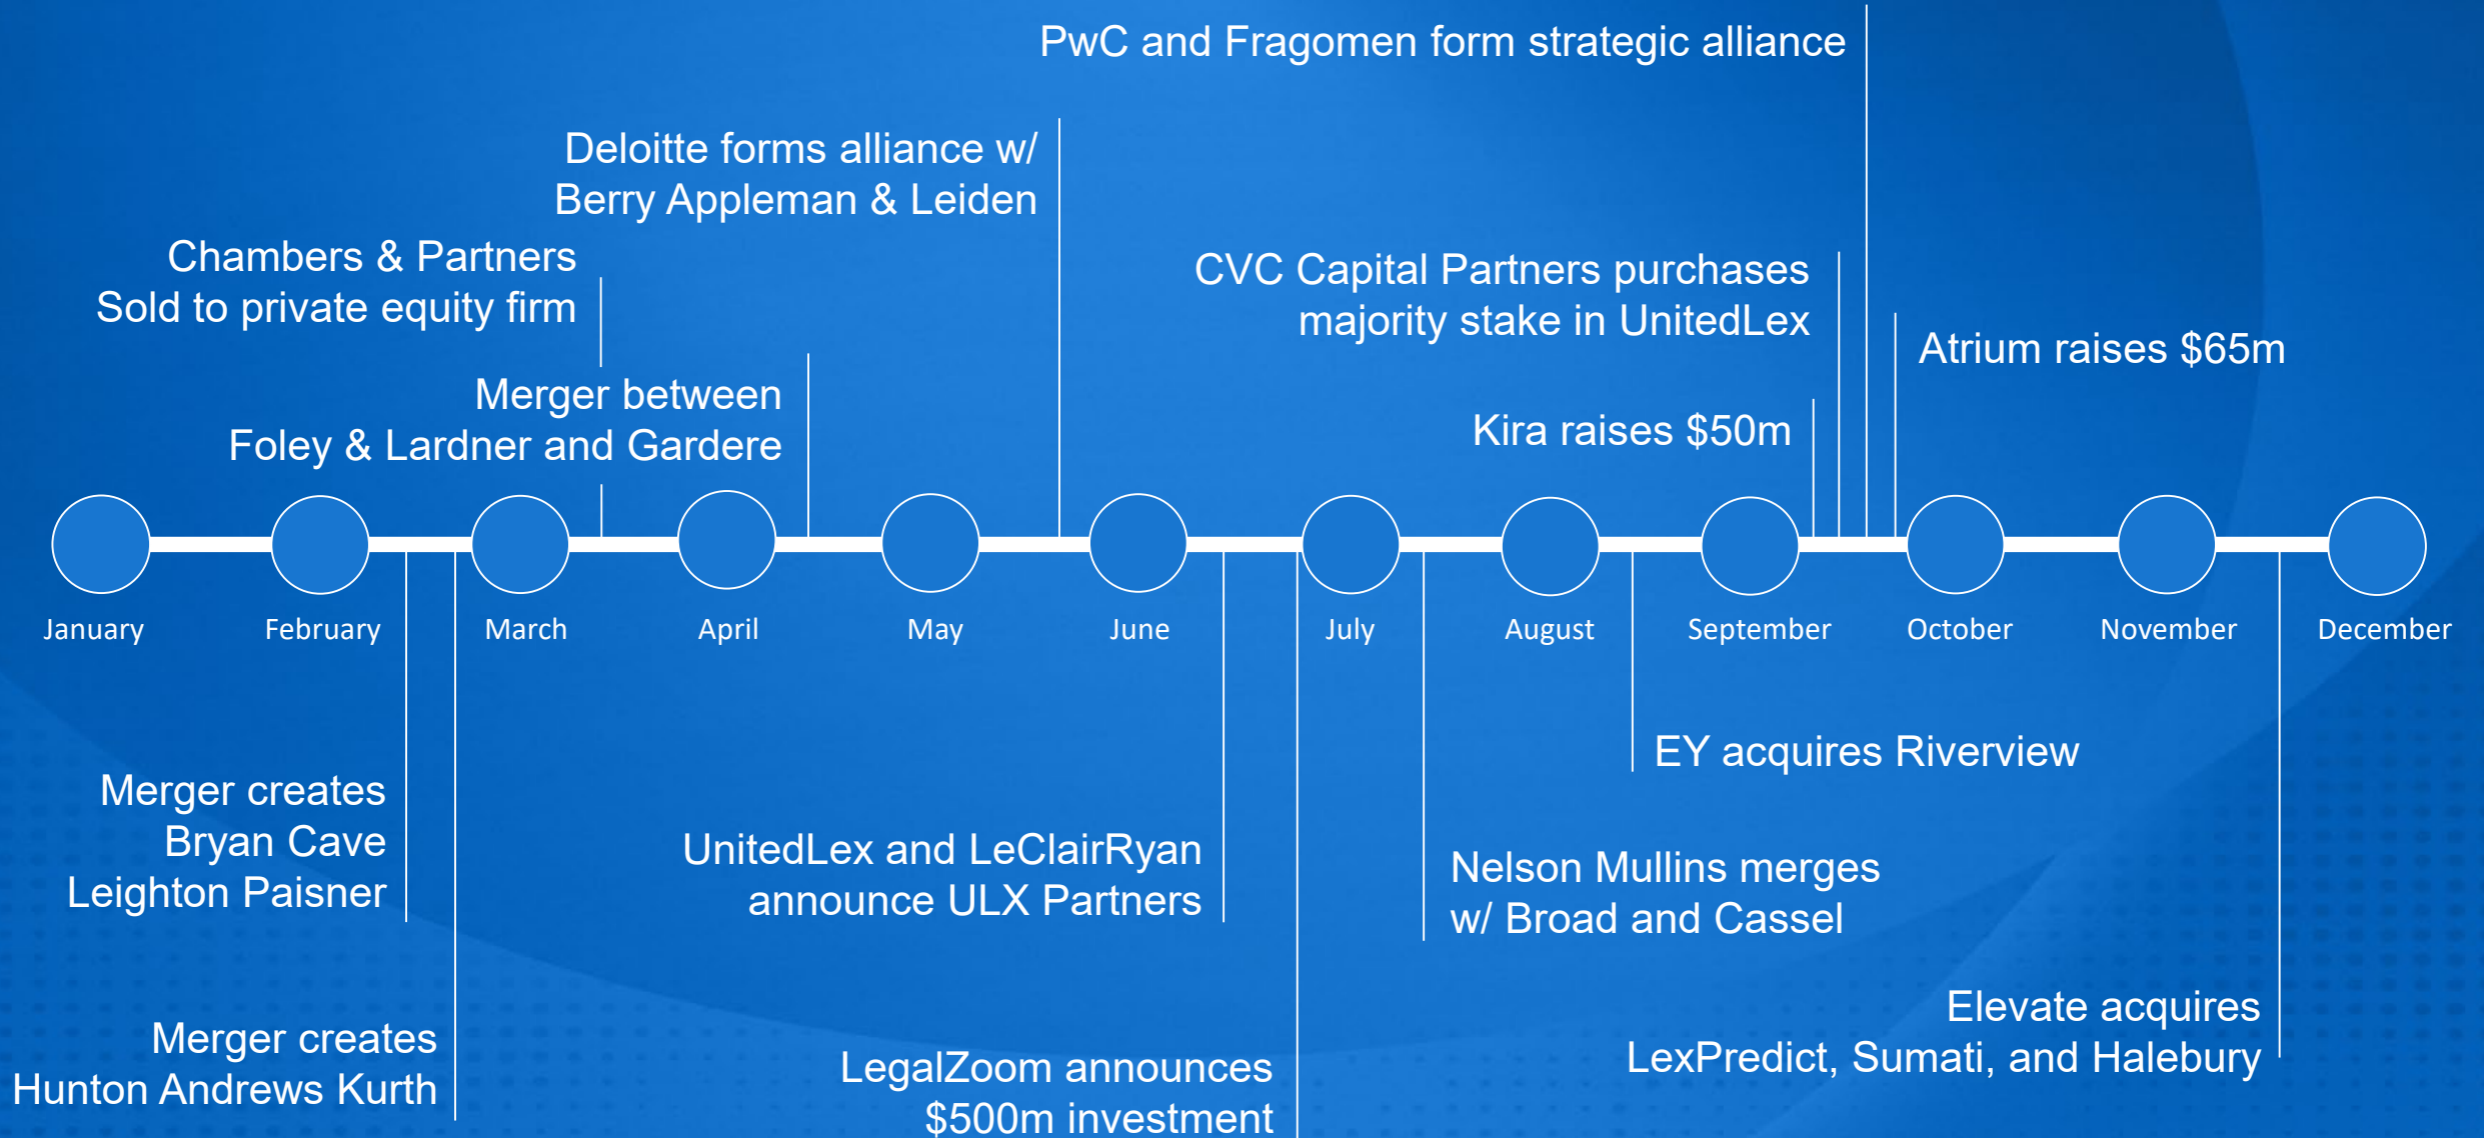 PwC and Fragomen form strategic alliance
Deloitte forms alliance w/
Berry Appleman & Leiden
Chambers & Partners
Sold to private equity firm
CVC Capital Partners purchases
majority stake in UnitedLex
Atrium raises $65m
Merger between
Foley & Lardner and Gardere
Kira raises $50m
January
February
March
April
May
June
July
August
September
October
November
December
Merger creates
Bryan Cave
Leighton Paisner
EY acquires Riverview
UnitedLex and LeClairRyan
announce ULX Partners
Nelson Mullins merges
w/ Broad and Cassel
Merger creates
Hunton Andrews Kurth
LegalZoom announces
$500m investment
Elevate acquires
LexPredict, Sumati, and Halebury